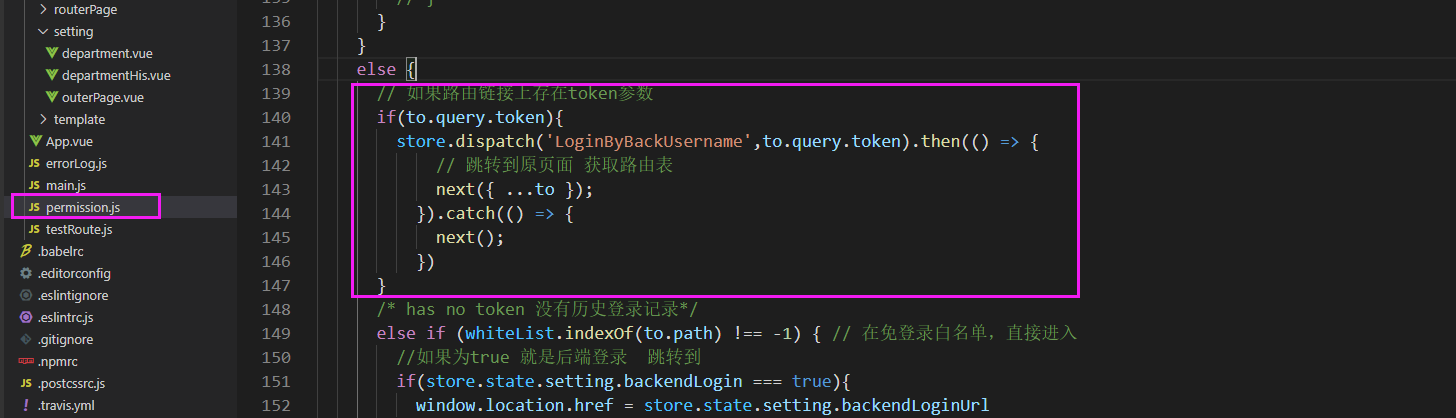 routerPage
setting
department.vue
departmentHis.vue
outerPage.vue
template
App.vue
errorLog.js
main.js
permission.js
testRoute.js
.babelrc
.editorconfig
.eslintignore
.eslintrc.js
.gitignore
.npmrc
.postcssrc.js
.travis.yml
136 }
137 }
138 else {
139 // 如果路由链接上存在token参数
140 if(to.query.token){
141 store.dispatch('LoginByBackUsername',to.query.token).then(() => {
142 // 跳转到原页面 获取路由表
143 next({ ...to });
144 }).catch(() => {
145 next();
146 })
147 }
148 /* has no token 没有历史登录记录*/
149 else if (whiteList.indexOf(to.path) !== -1) { // 在免登录白名单，直接进入
150 //如果为true 就是后端登录 跳转到
151 if(store.state.setting.backendLogin === true){
152 window.location.href = store.state.setting.backendLoginUrl